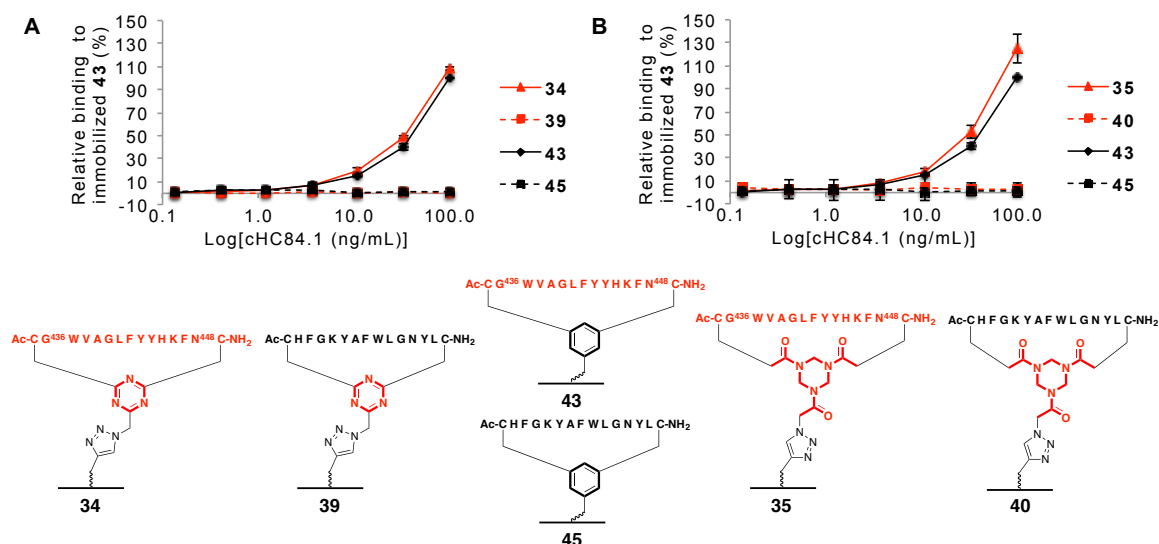 A
Relative binding to
immobilized 43 (%)
150
130
110
90
70
50
30
10
-10
0.1 1.0 10.0 100.0
Log[cHC84.1 (ng/mL)]
34
39
43
45
B
Relative binding to
immobilized 43 (%)
150
130
110
90
70
50
30
10
-10
0.1 1.0 10.0 100.0
Log[cHC84.1 (ng/mL)]
35
40
43
45
Ac-C G⁴³⁶ W V A G L F Y Y H K F N⁴⁴⁸ C-NH₂
N N
N
N
N N
34
Ac-C H F G K Y A F W L G N Y L C-NH₂
N N
N
N
N N
39
Ac-C G⁴³⁶ W V A G L F Y Y H K F N⁴⁴⁸ C-NH₂
43
Ac-C H F G K Y A F W L G N Y L C-NH₂
45
Ac-C G⁴³⁶ W V A G L F Y Y H K F N⁴⁴⁸ C-NH₂
O O
N N
N
O
N
N
N
35
Ac-C H F G K Y A F W L G N Y L C-NH₂
O O
N N
N
O
N
N
N
40